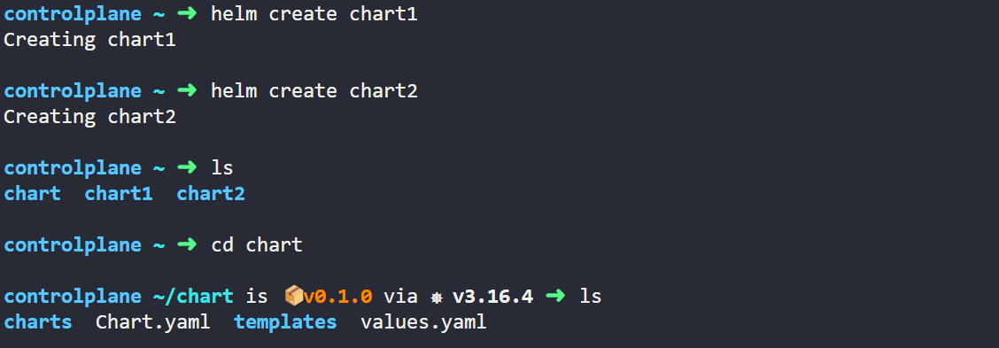 controlplane ~ ➜ helm create chart1
Creating chart1
controlplane ~ ➜ helm create chart2
Creating chart2
controlplane ~ ➜ ls
chart  chart1  chart2
controlplane ~ ➜ cd chart
controlplane ~/chart is 📦v0.1.0 via ⎈ v3.16.4 ➜ ls
charts  Chart.yaml  templates  values.yaml